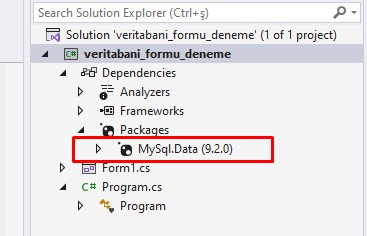 Search Solution Explorer (Ctrl+ş)
Solution 'veritabani_formu_deneme' (1 of 1 project)
veritabani_formu_deneme
Dependencies
Analyzers
Frameworks
Packages
MySql.Data (9.2.0)
Form1.cs
C# Program.cs
Program